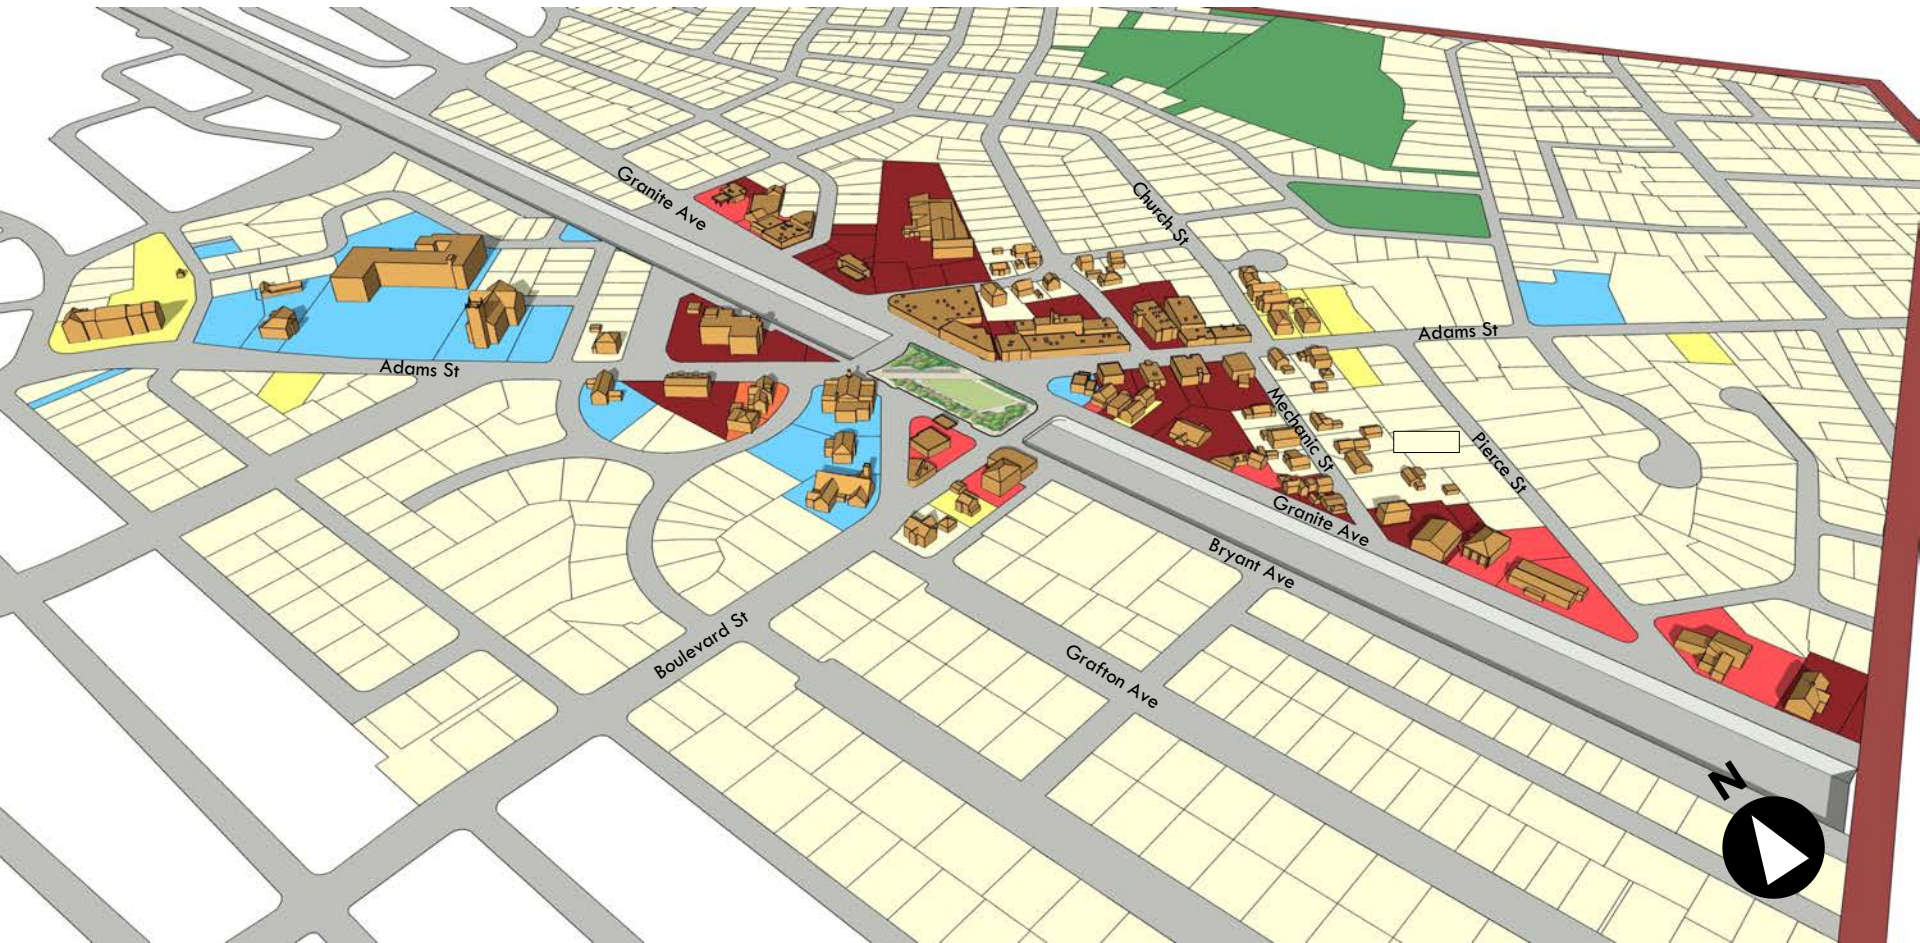 Granite Ave
Church St
Adams St
Adams St
Mechanic St
Pierce St
Granite Ave
Bryant Ave
Boulevard St
Grafton Ave
N